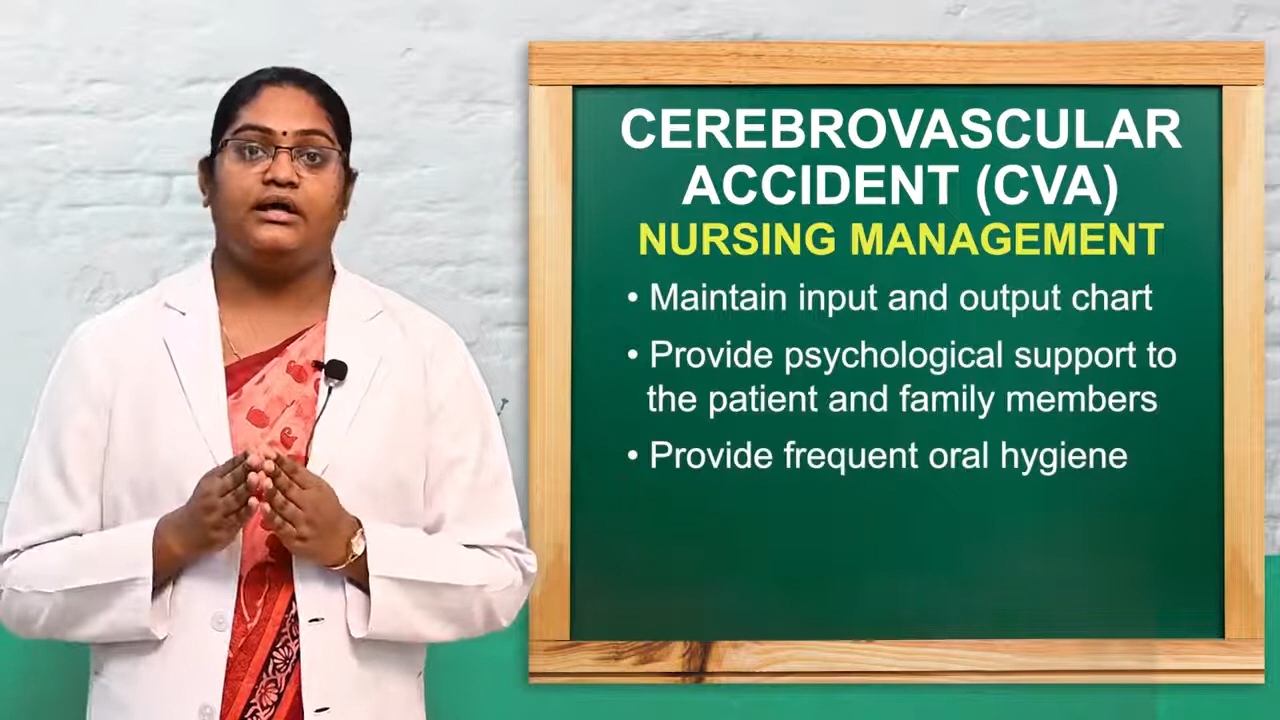 CEREBROVASCULAR
ACCIDENT (CVA)
NURSING MANAGEMENT
• Maintain input and output chart
• Provide psychological support to
the patient and family members
• Provide frequent oral hygiene